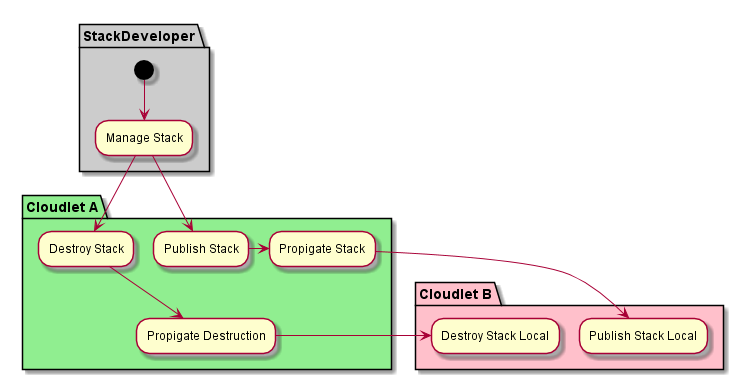 StackDeveloper
Manage Stack
Cloudlet A
Destroy Stack
Publish Stack
Propigate Stack
Propigate Destruction
Cloudlet B
Destroy Stack Local
Publish Stack Local